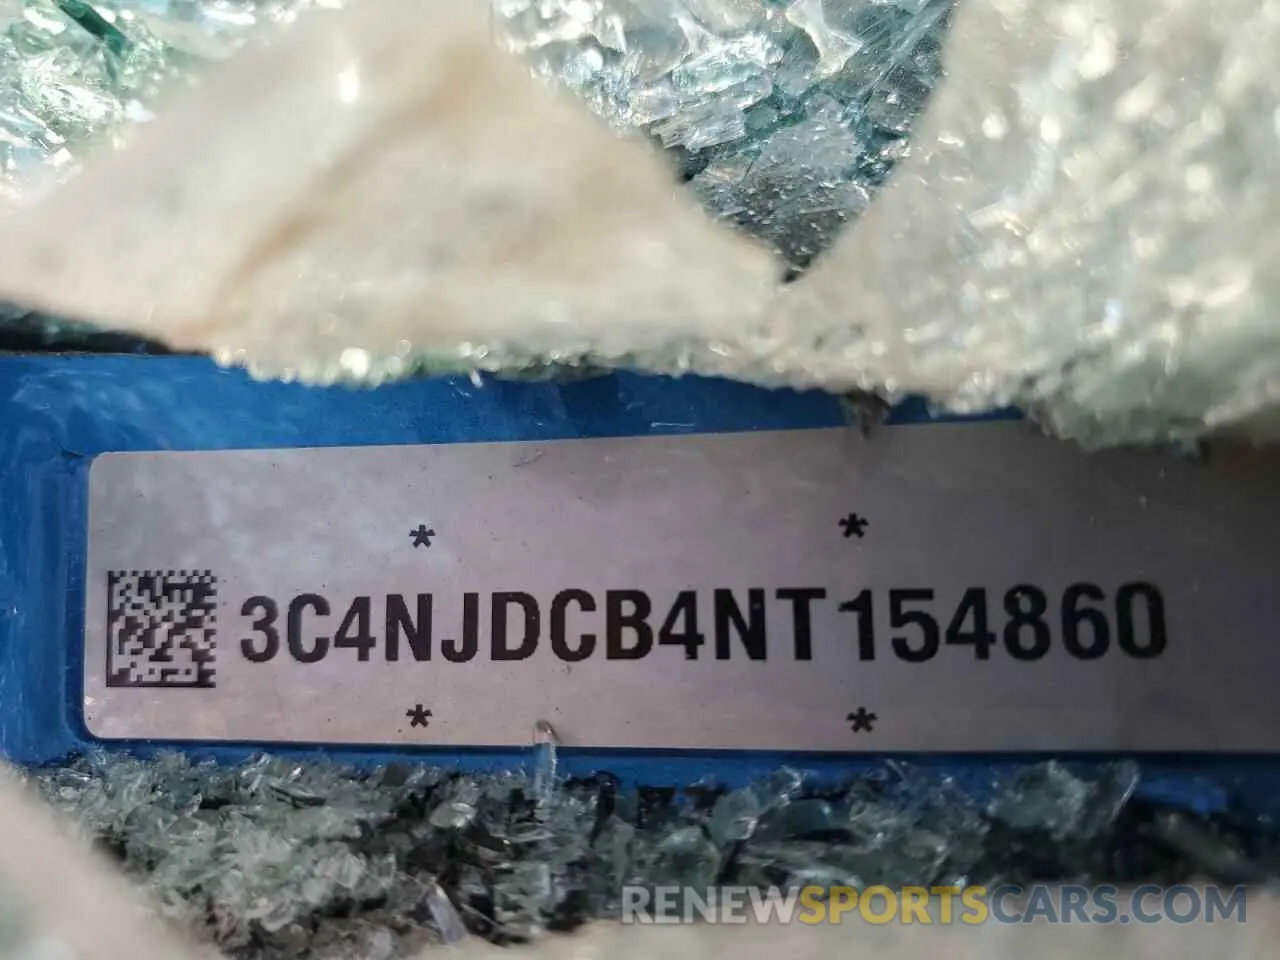 * *
3C4NJDCB4NT154860
* *
RENEWSPORTSCARS.COM